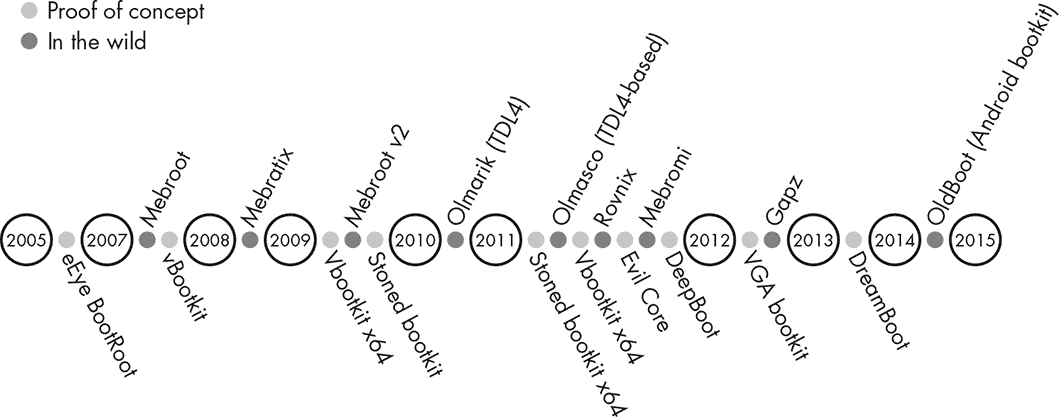 Proof of concept
In the wild
2005
eEye BootRoot
2007
Mebroot
vBootkit
2008
Mebratix
2009
Vbootkit x64
Mebroot v2
Stoned bootkit
2010
Olmarik (TDL4)
2011
Stoned bootkit x64
Olmasco (TDL4-based)
Vbootkit x64
Rovnix
Evil Core
Mebromi
DeepBoot
2012
VGA bootkit
Gapz
2013
DreamBoot
2014
OldBoot (Android bootkit)
2015